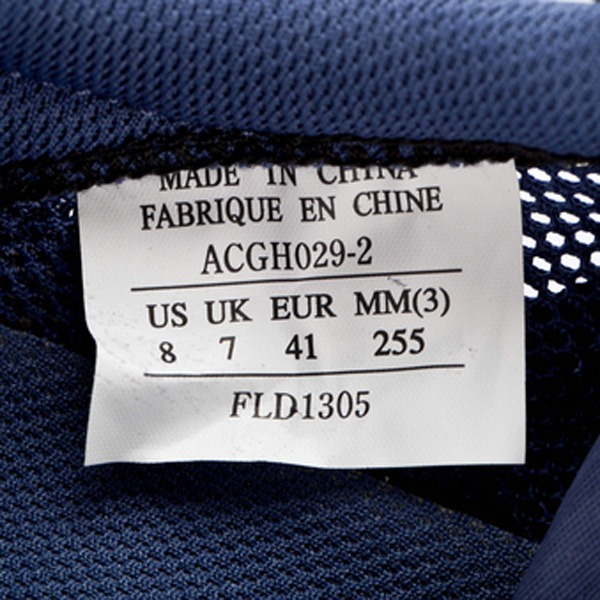 MADE IN CHINA
FABRIQUE EN CHINE
ACGH029-2
US UK EUR MM(3)
8 7 41 255
FLD1305